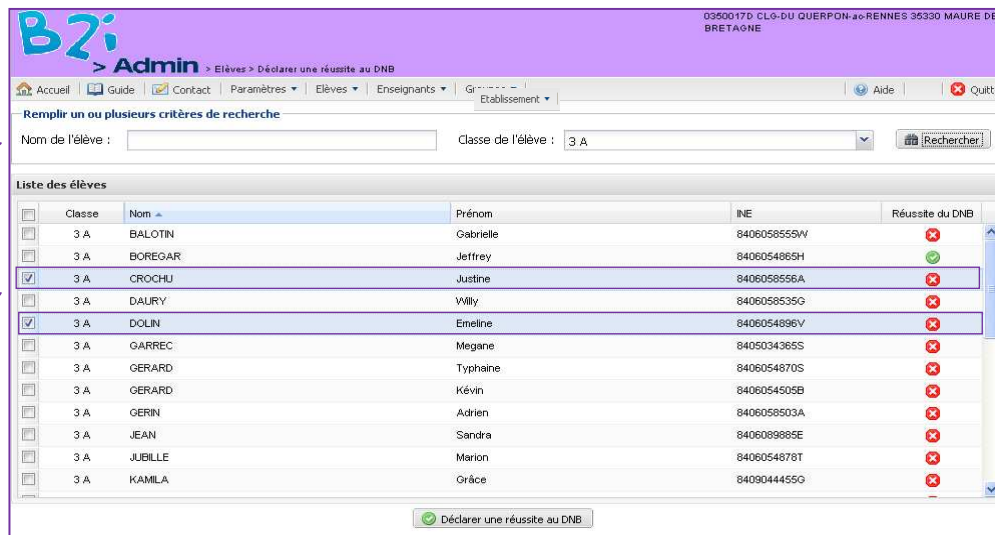 0350017D CLG-DU QUERPON-ac-RENNES 35330 MAURE DE
BRETAGNE
B2i
> Admin > Elèves > Déclarer une réussite au DNB
Accueil Guide Contact Paramètres Elèves Enseignants Etablissement Aide Quitt
Remplir un ou plusieurs critères de recherche
Nom de l'élève : Classe de l'élève : 3 A Rechercher
Liste des élèves
Classe Nom Prénom INE Réussite du DNB
3 A BALOTIN Gabrielle 8406058555W
3 A BOREGAR Jeffrey 8406054865H
3 A CROCHU Justine 8406058556A
3 A DAURY Willy 8406058535G
3 A DOLIN Emeline 8406054896V
3 A GARREC Megane 8405034365S
3 A GERARD Typhaine 8406054870S
3 A GERARD Kévin 8406054505B
3 A GERIN Adrien 8406058503A
3 A JEAN Sandra 8406089885E
3 A JUBILLE Marion 8406054878T
3 A KAMILA Grâce 8409044455G
Déclarer une réussite au DNB